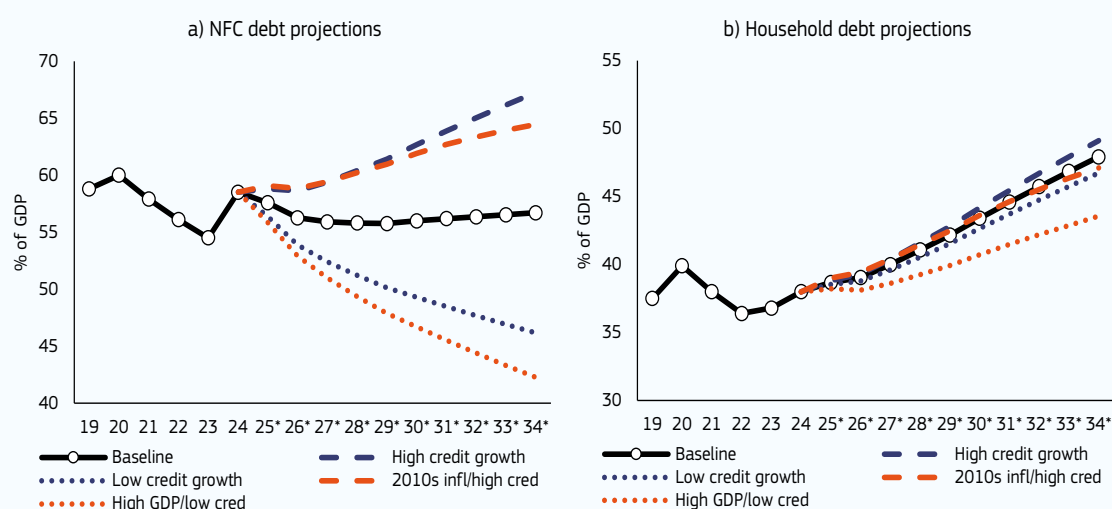 a) NFC debt projections
% of GDP
70
65
60
55
50
45
40
19 20 21 22 23 24 25* 26* 27* 28* 29* 30* 31* 32* 33* 34*
Baseline
High credit growth
Low credit growth
2010s infl/high cred
High GDP/low cred
b) Household debt projections
% of GDP
55
50
45
40
35
30
19 20 21 22 23 24 25* 26* 27* 28* 29* 30* 31* 32* 33* 34*
Baseline
High credit growth
Low credit growth
2010s infl/high cred
High GDP/low cred